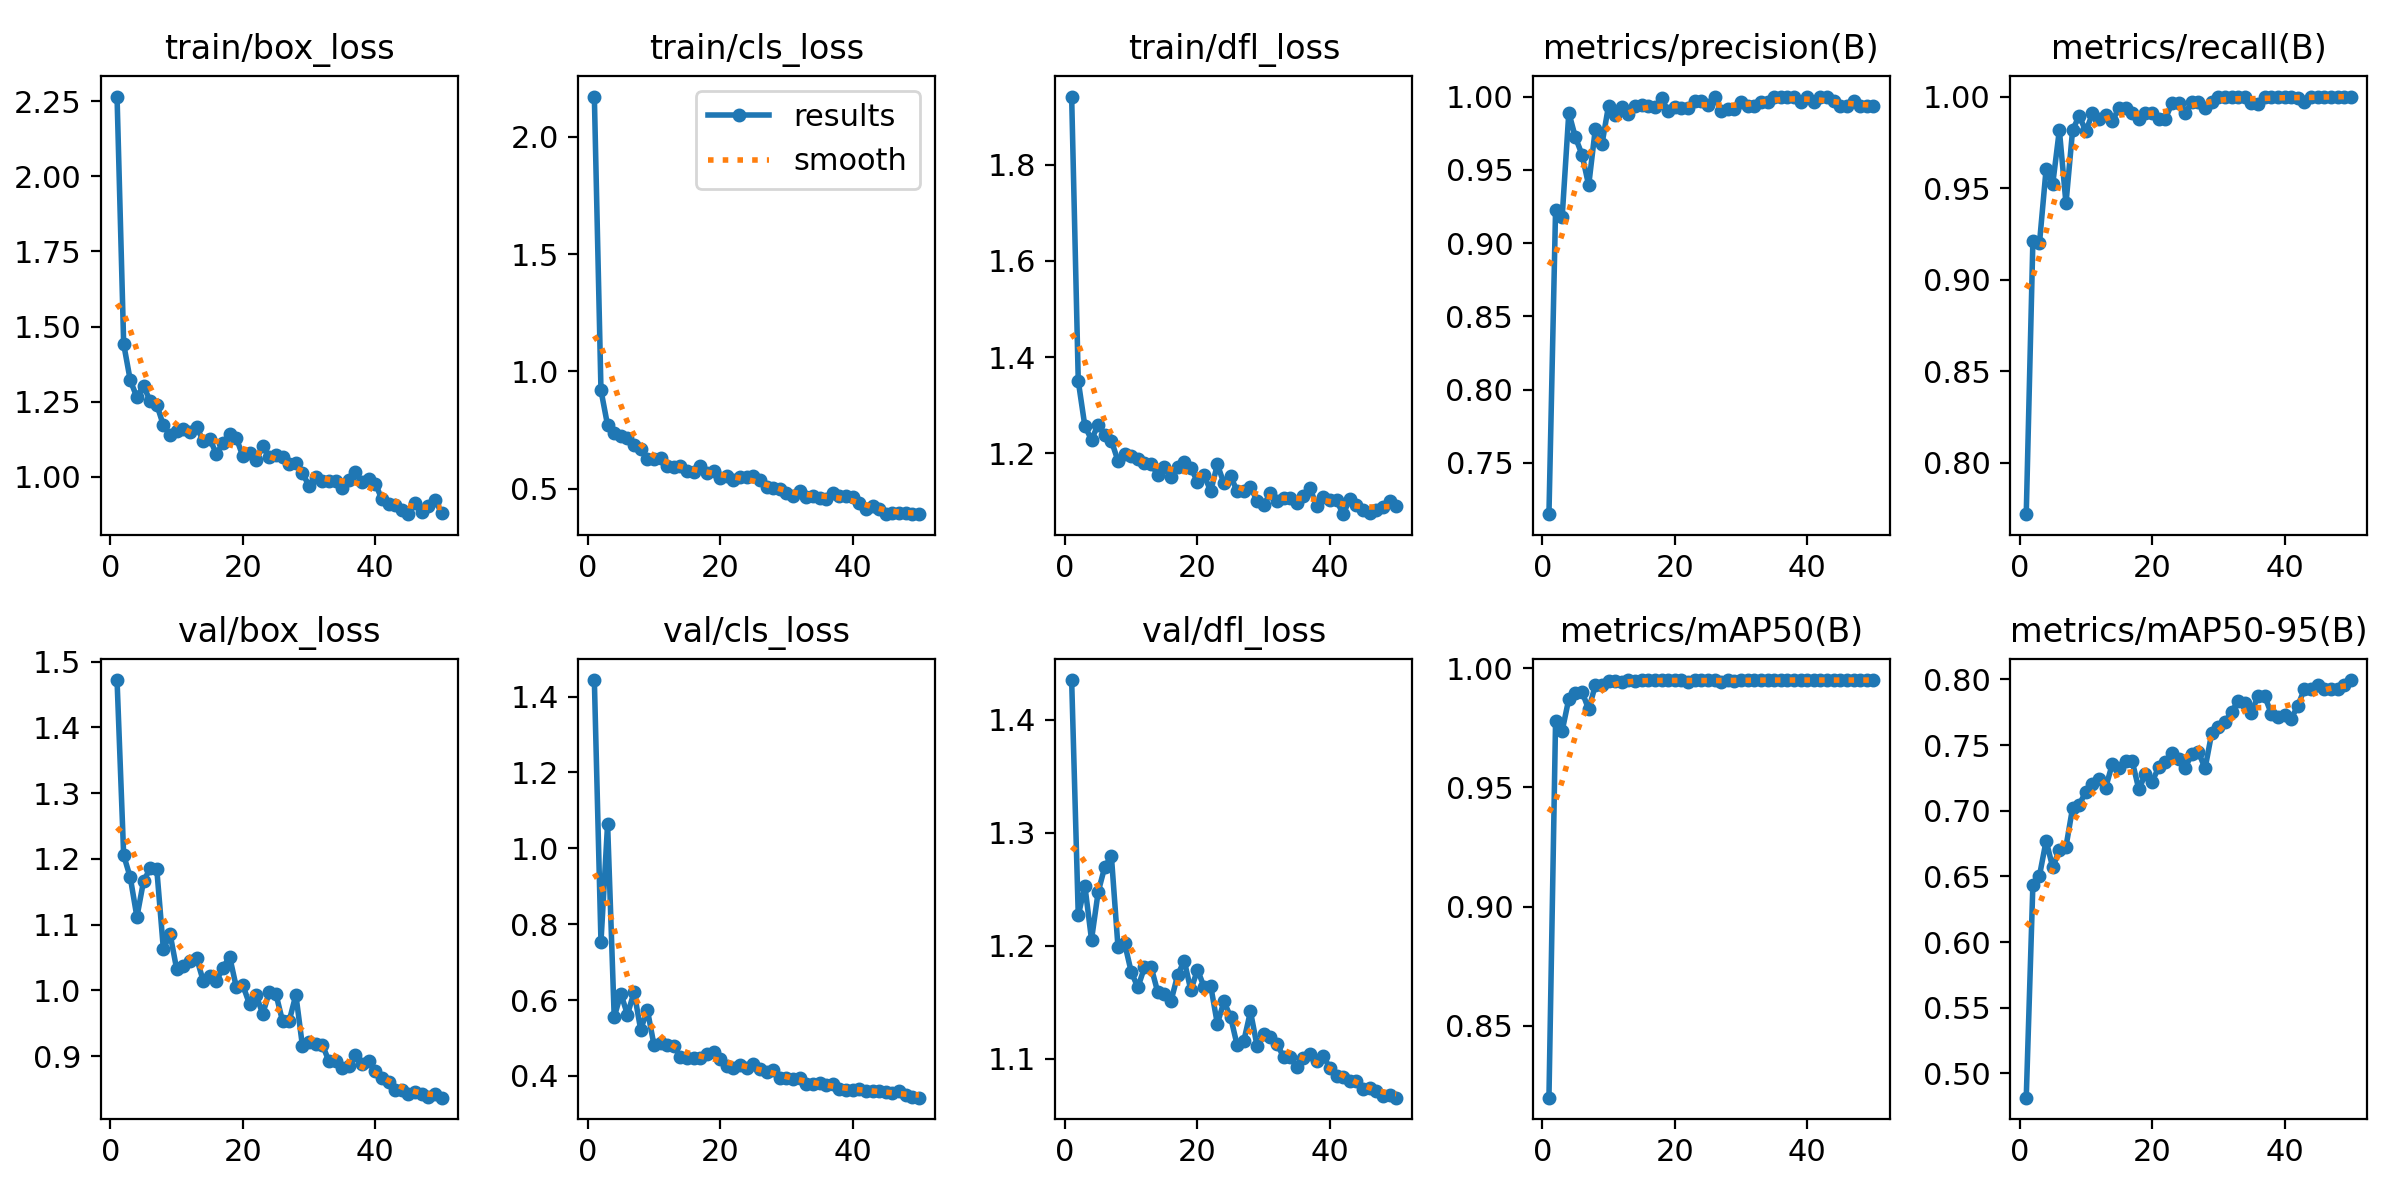 train/box_loss
2.25
2.00
1.75
1.50
1.25
1.00
0 20 40
train/cls_loss
results
smooth
2.0
1.5
1.0
0.5
0 20 40
train/dfl_loss
1.8
1.6
1.4
1.2
0 20 40
metrics/precision(B)
1.00
0.95
0.90
0.85
0.80
0.75
0 20 40
metrics/recall(B)
1.00
0.95
0.90
0.85
0.80
0 20 40
val/box_loss
1.5
1.4
1.3
1.2
1.1
1.0
0.9
0 20 40
val/cls_loss
1.4
1.2
1.0
0.8
0.6
0.4
0 20 40
val/dfl_loss
1.4
1.3
1.2
1.1
0 20 40
metrics/mAP50(B)
1.00
0.95
0.90
0.85
0 20 40
metrics/mAP50-95(B)
0.80
0.75
0.70
0.65
0.60
0.55
0.50
0 20 40